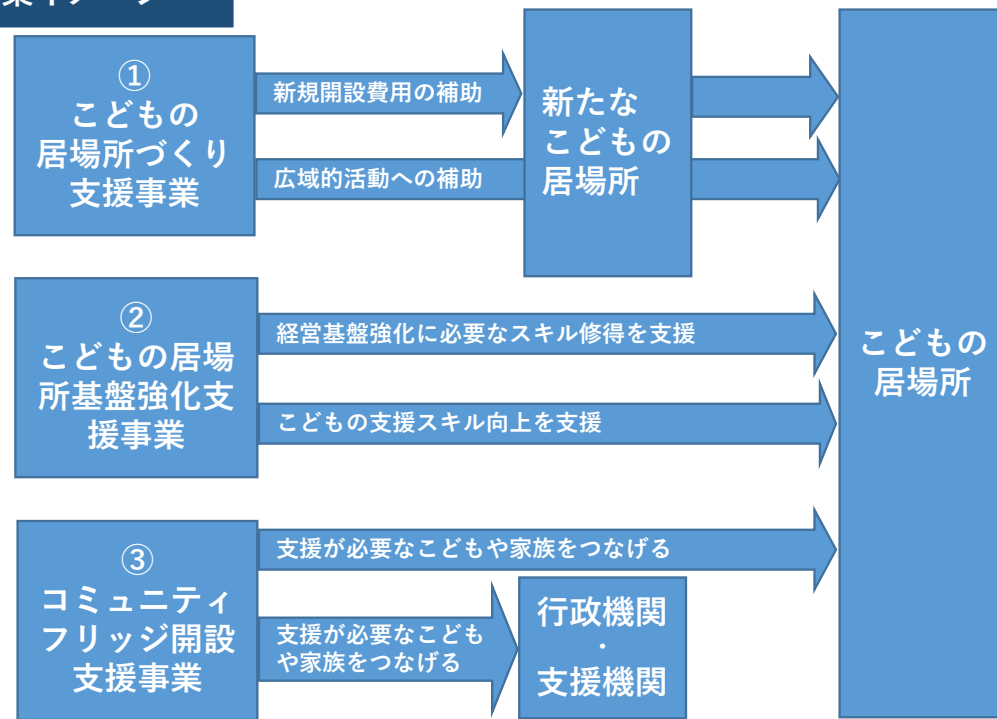 ①
こどもの
居場所づくり
支援事業
新規開設費用の補助
広域的活動への補助
新たな
こどもの
居場所
②
こどもの居場
所基盤強化支
援事業
経営基盤強化に必要なスキル修得を支援
こどもの支援スキル向上を支援
こどもの
居場所
③
コミュニティ
フリッジ開設
支援事業
支援が必要なこどもや家族をつなげる
支援が必要なこども
や家族をつなげる
行政機関
・
支援機関